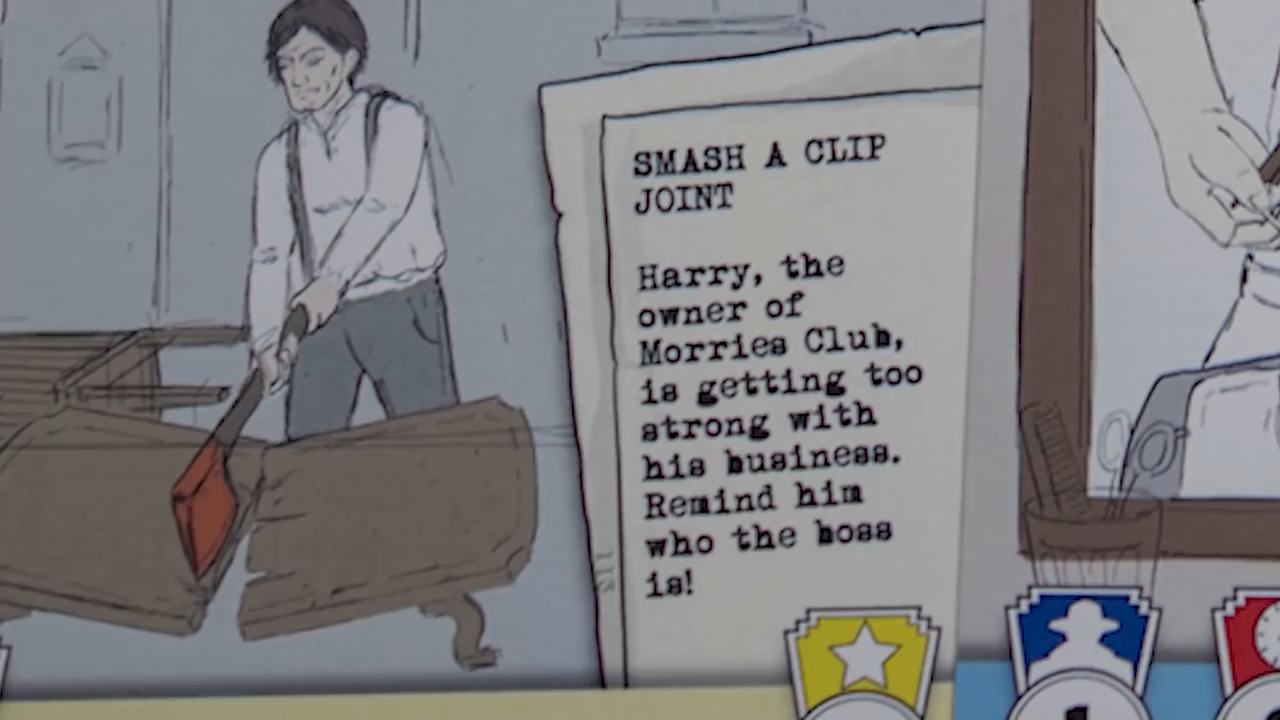 SMASH A CLIP
JOINT
Harry, the
owner of
Morries Club,
is getting too
strong with
his business.
Remind him
who the boss
is!